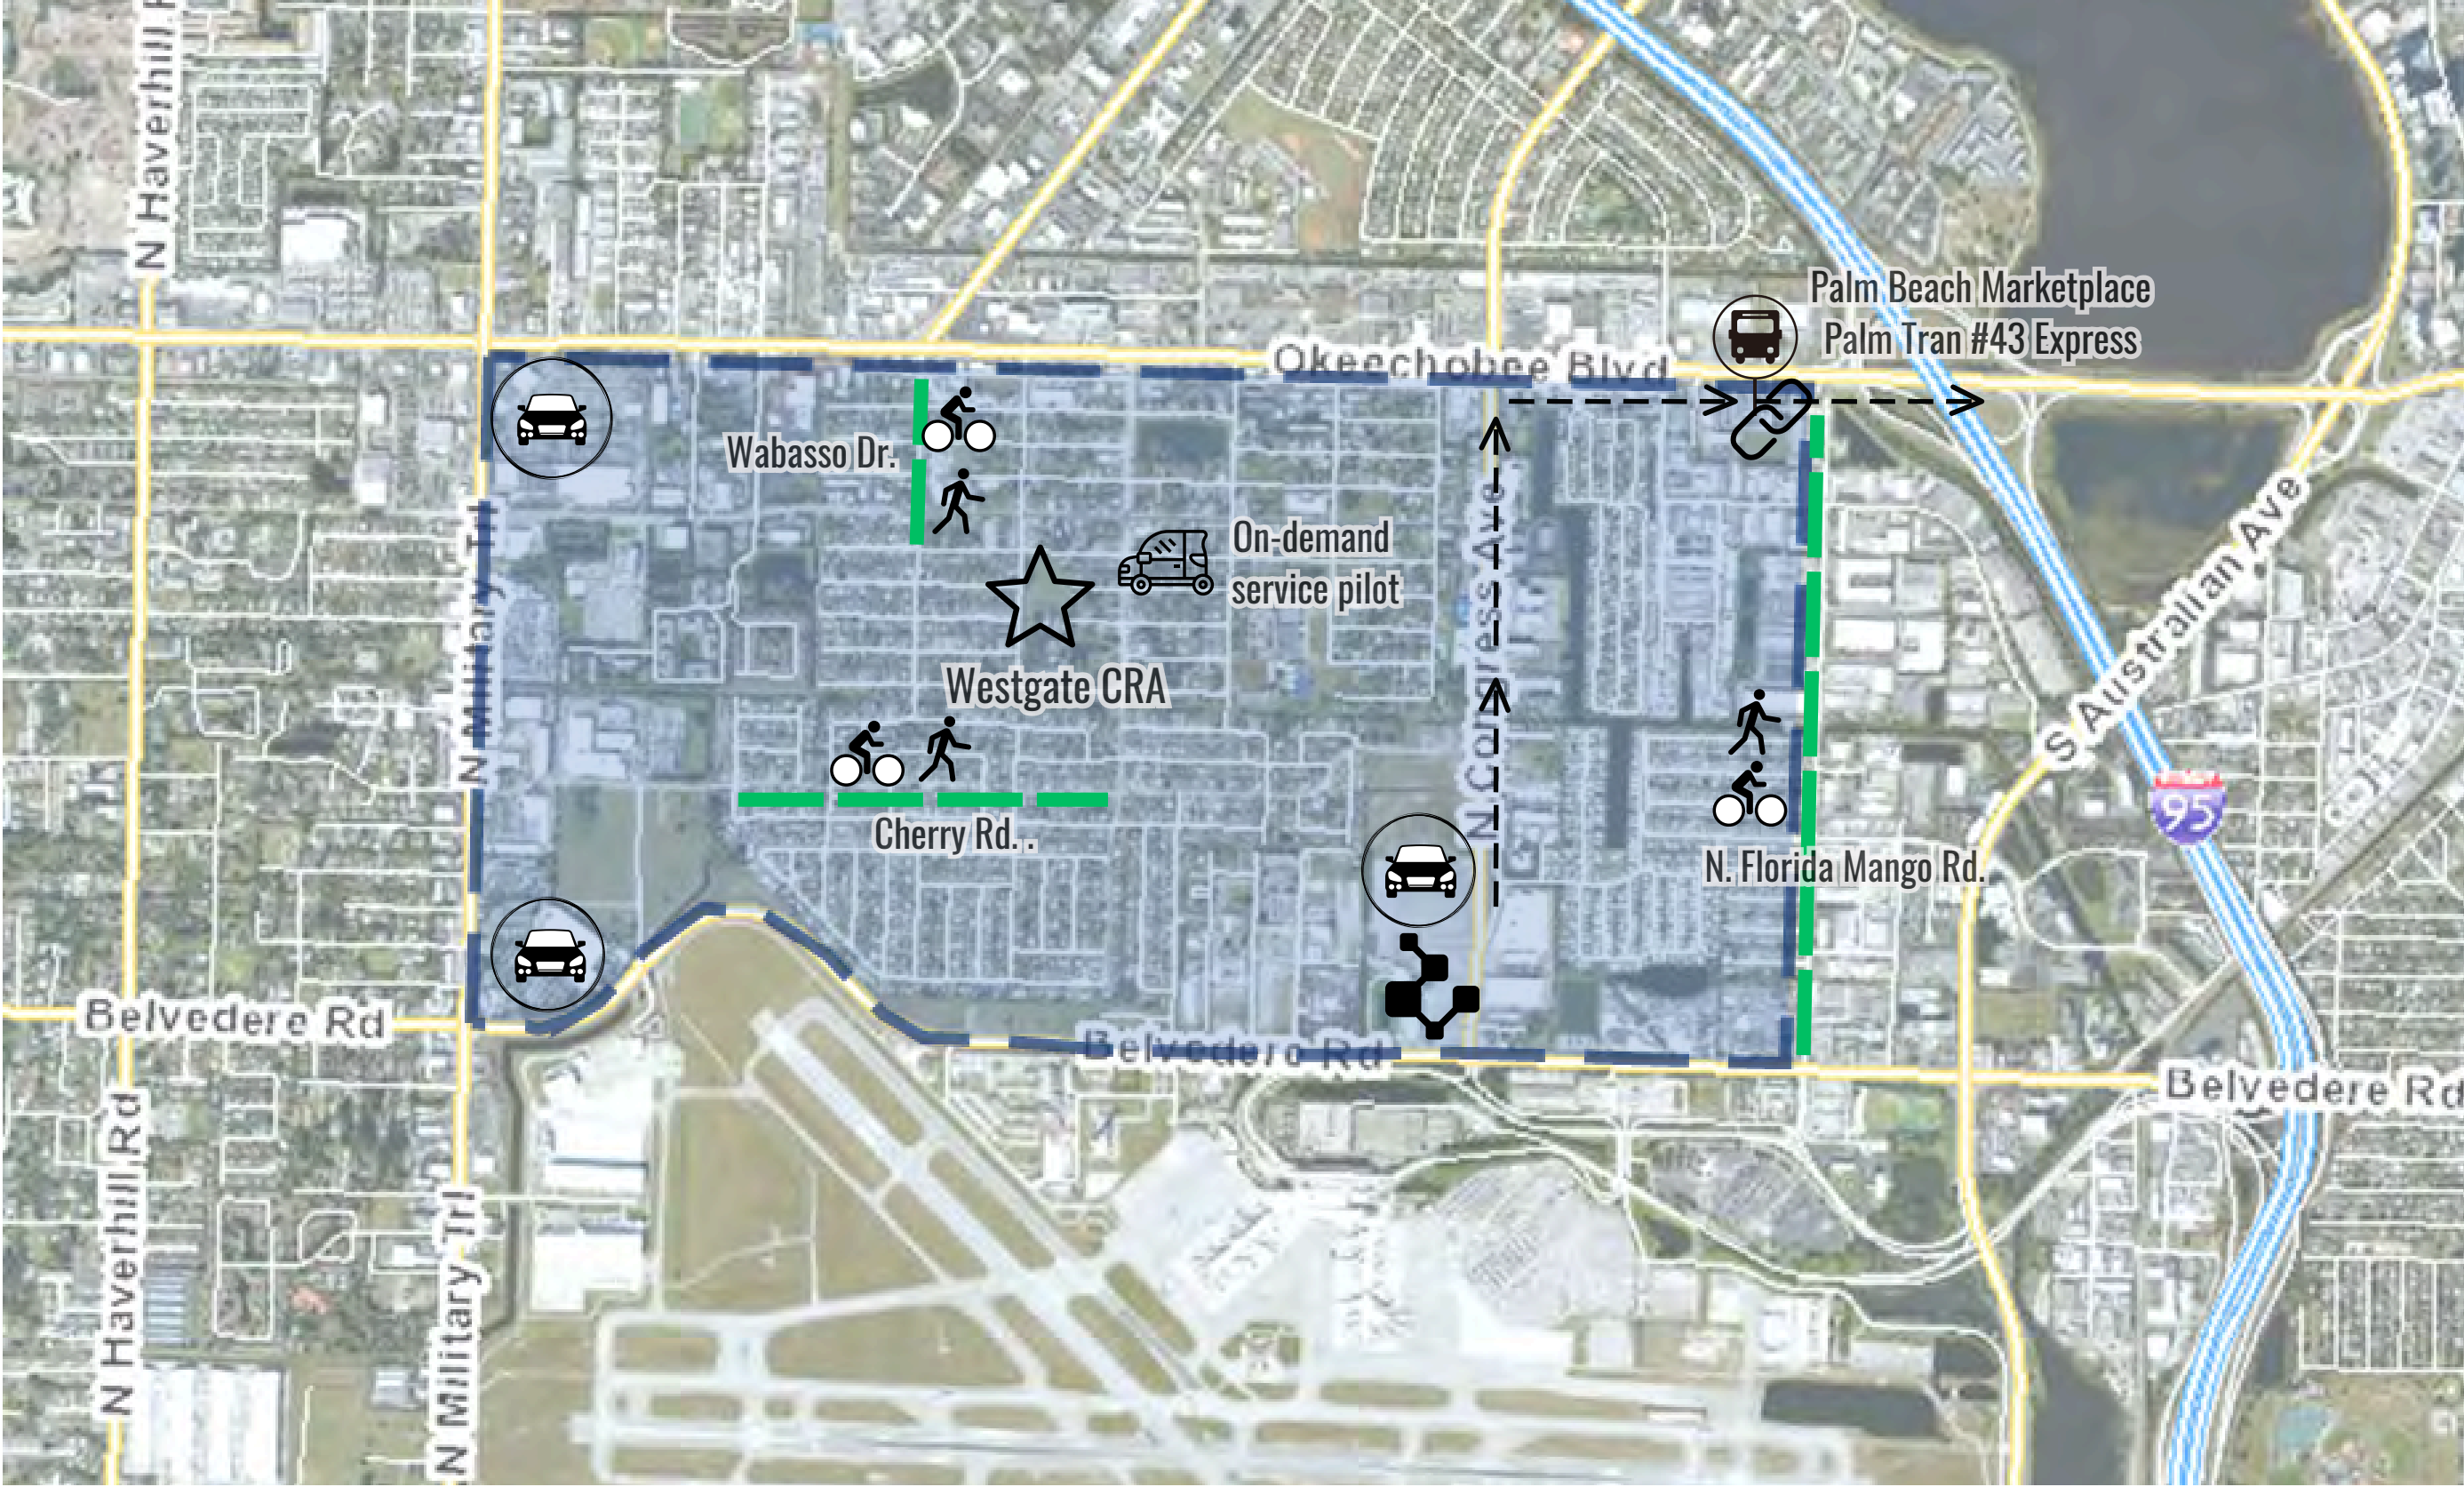 N Haverhill R
Palm Beach Marketplace
Palm Tran #43 Express
Okeechobee Blvd
Wabasso Dr.
On-demand
service pilot
N Military Trl
N Congress Ave
S Australian Ave
Westgate CRA
95
Cherry Rd. .
N. Florida Mango Rd.
Belvedere Rd
Belvedere Rd
Belvedere Rd
N Haverhill Rd
N Military Trl